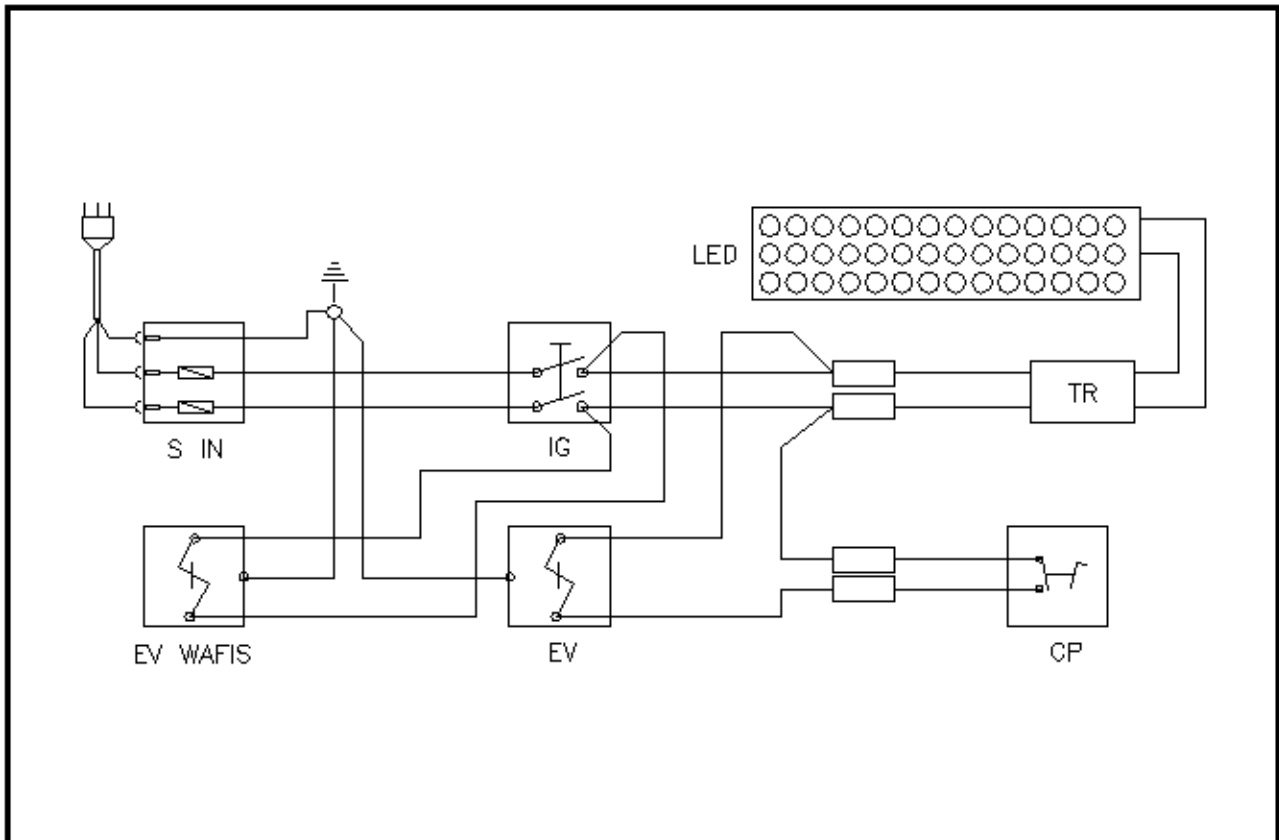 LED
TR
S IN
IG
EV WAFIS
EV
CP